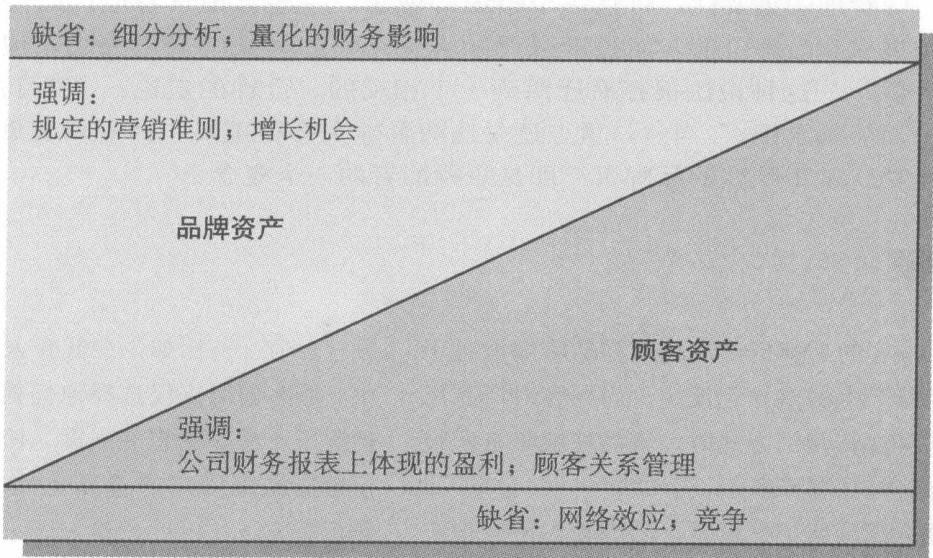 缺省：细分分析；量化的财务影响
强调：
规定的营销准则；增长机会
品牌资产
顾客资产
强调：
公司财务报表上体现的盈利；顾客关系管理
缺省：网络效应；竞争